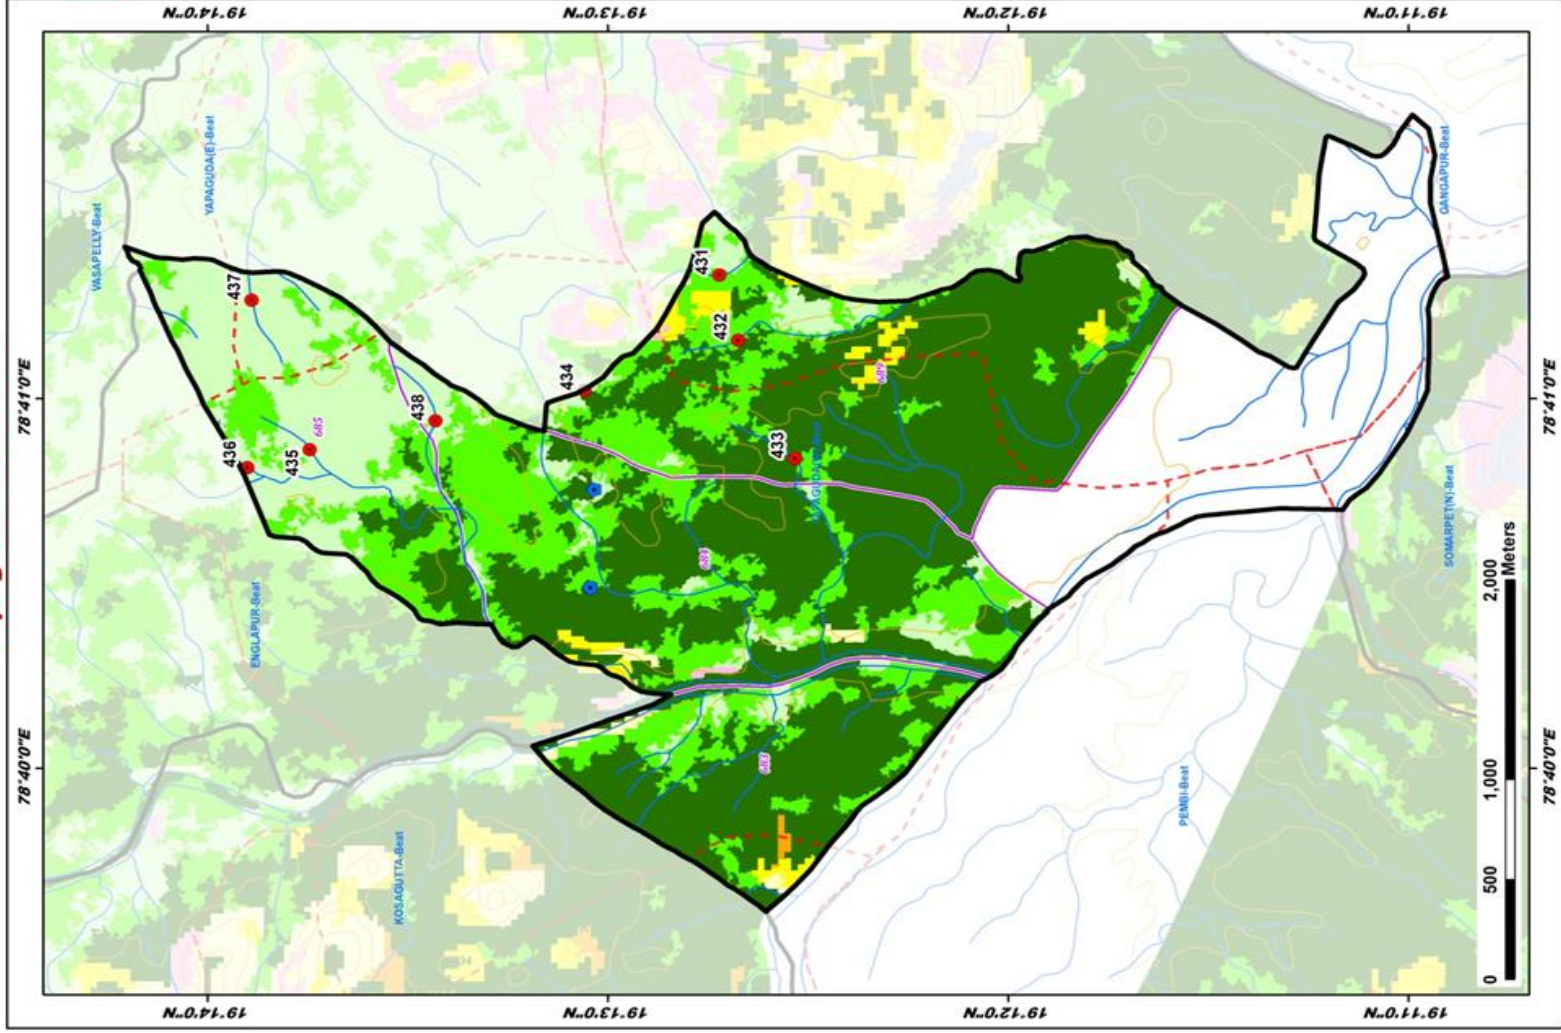 19°14'0"N
19°13'0"N
19°12'0"N
19°11'0"N
VASAPELLY-Beat
YAPAGUDA(E)-Beat
GANGAPUR-Beat
437
431
432
434
78°41'0"E
78°41'0"E
689
438
685
436
435
433
684
SOMARPET(N)-Beat
ENGLAPUR-Beat
683
78°40'0"E
78°40'0"E
PEMBI-Beat
KOSAGUTTA-Beat
0 500 1,000 2,000
Meters
19°14'0"N
19°13'0"N
19°12'0"N
19°11'0"N